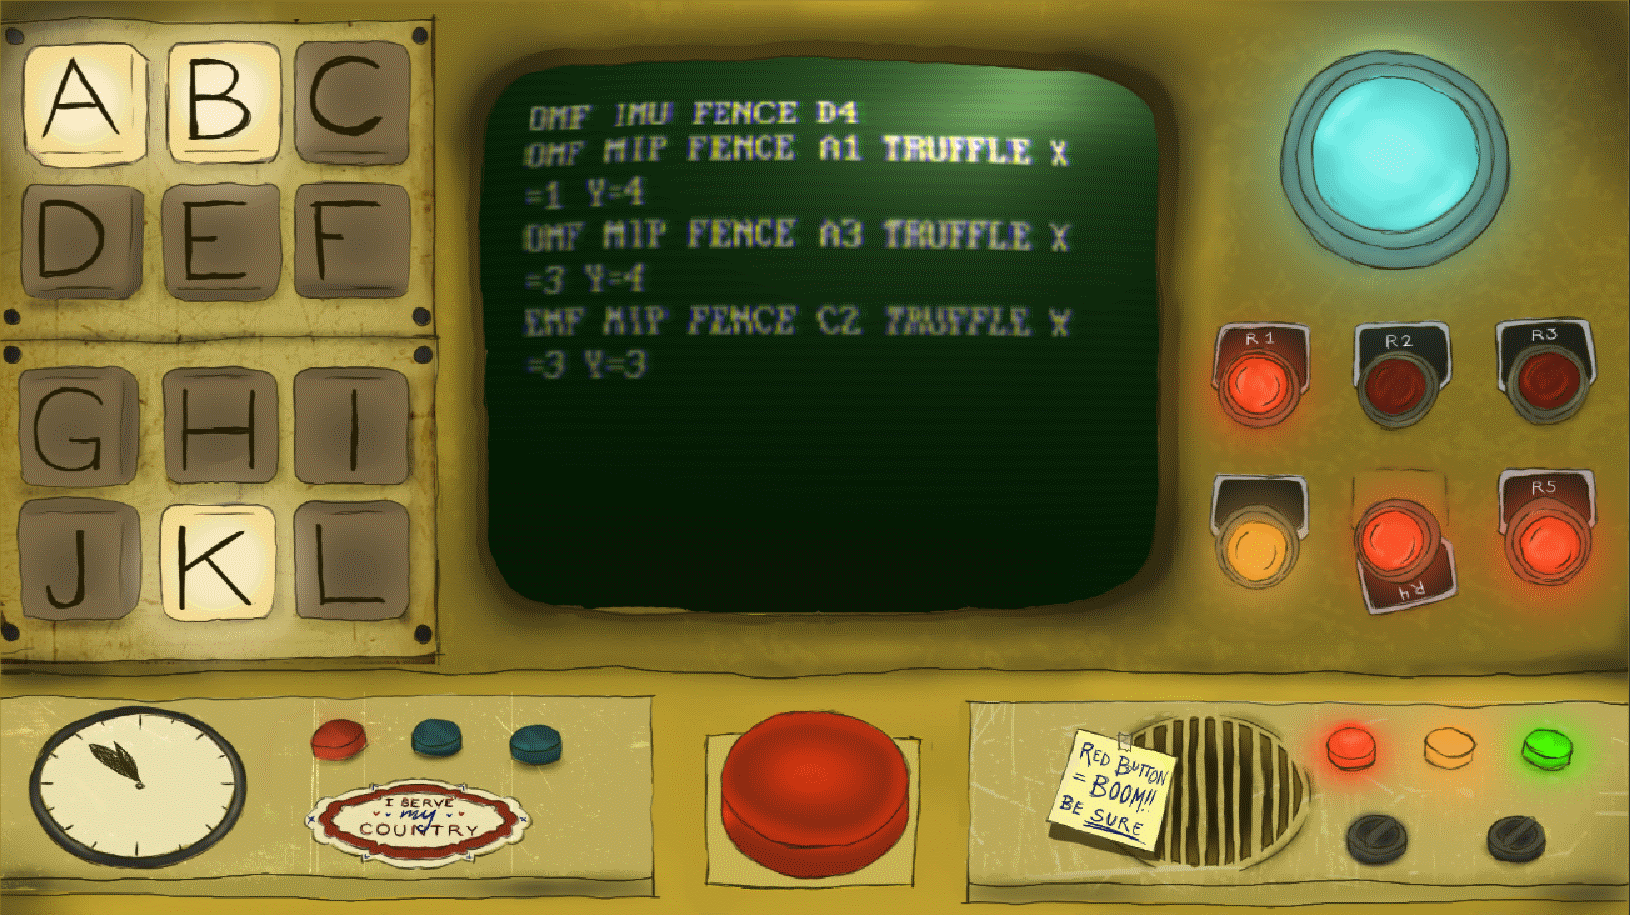 A B C
D E F
G H I
J K L
OMF IMU FENCE D4
OMF MIP FENCE A1 TRUFFLE X
=1 Y=4
OMF MIP FENCE A3 TRUFFLE X
=3 Y=4
EMF MIP FENCE C2 TRUFFLE X
=3 Y=3
R1 R2 R3
R4 R5
I SERVE
my
COUNTRY
RED BUTTON
= BOOM!!
BE SURE